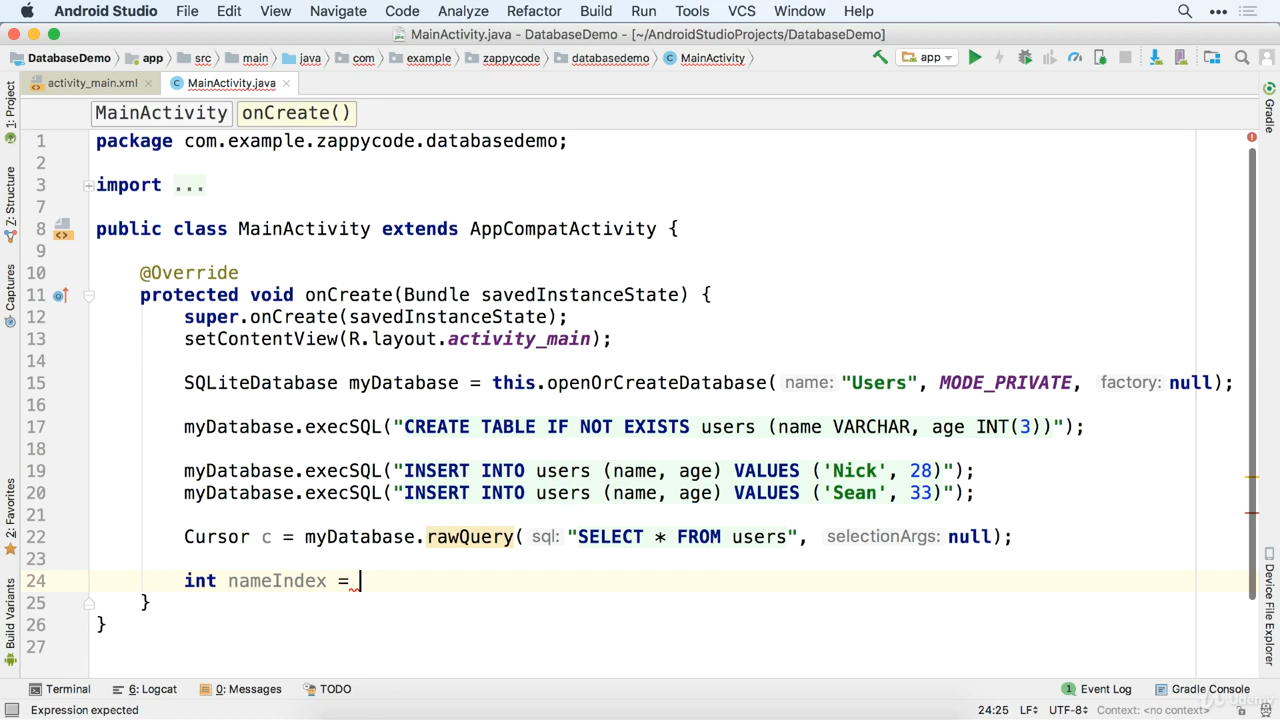 Android Studio File Edit View Navigate Code Analyze Refactor Build Run Tools VCS Window Help
MainActivity.java - DatabaseDemo [~/AndroidStudioProjects/DatabaseDemo]
DatabaseDemo app src main java com example zappycode databasedemo MainActivity app
activity_main.xml MainActivity.java
MainActivity onCreate()
1 package com.example.zappycode.databasedemo;
2
3 import ...
7
8 public class MainActivity extends AppCompatActivity {
9
10 @Override
11 protected void onCreate(Bundle savedInstanceState) {
12 super.onCreate(savedInstanceState);
13 setContentView(R.layout.activity_main);
14
15 SQLiteDatabase myDatabase = this.openOrCreateDatabase( name: "Users", MODE_PRIVATE, factory: null);
16
17 myDatabase.execSQL("CREATE TABLE IF NOT EXISTS users (name VARCHAR, age INT(3))");
18
19 myDatabase.execSQL("INSERT INTO users (name, age) VALUES ('Nick', 28)");
20 myDatabase.execSQL("INSERT INTO users (name, age) VALUES ('Sean', 33)");
21
22 Cursor c = myDatabase.rawQuery( sql: "SELECT * FROM users", selectionArgs: null);
23
24 int nameIndex =
25 }
26 }
27
1: Project
7: Structure
Captures
2: Favorites
Build Variants
Gradle
Device File Explorer
Terminal 6: Logcat 0: Messages TODO 1 Event Log Gradle Console
Expression expected 24:25 LF UTF-8 Context: <no context>
Udemy